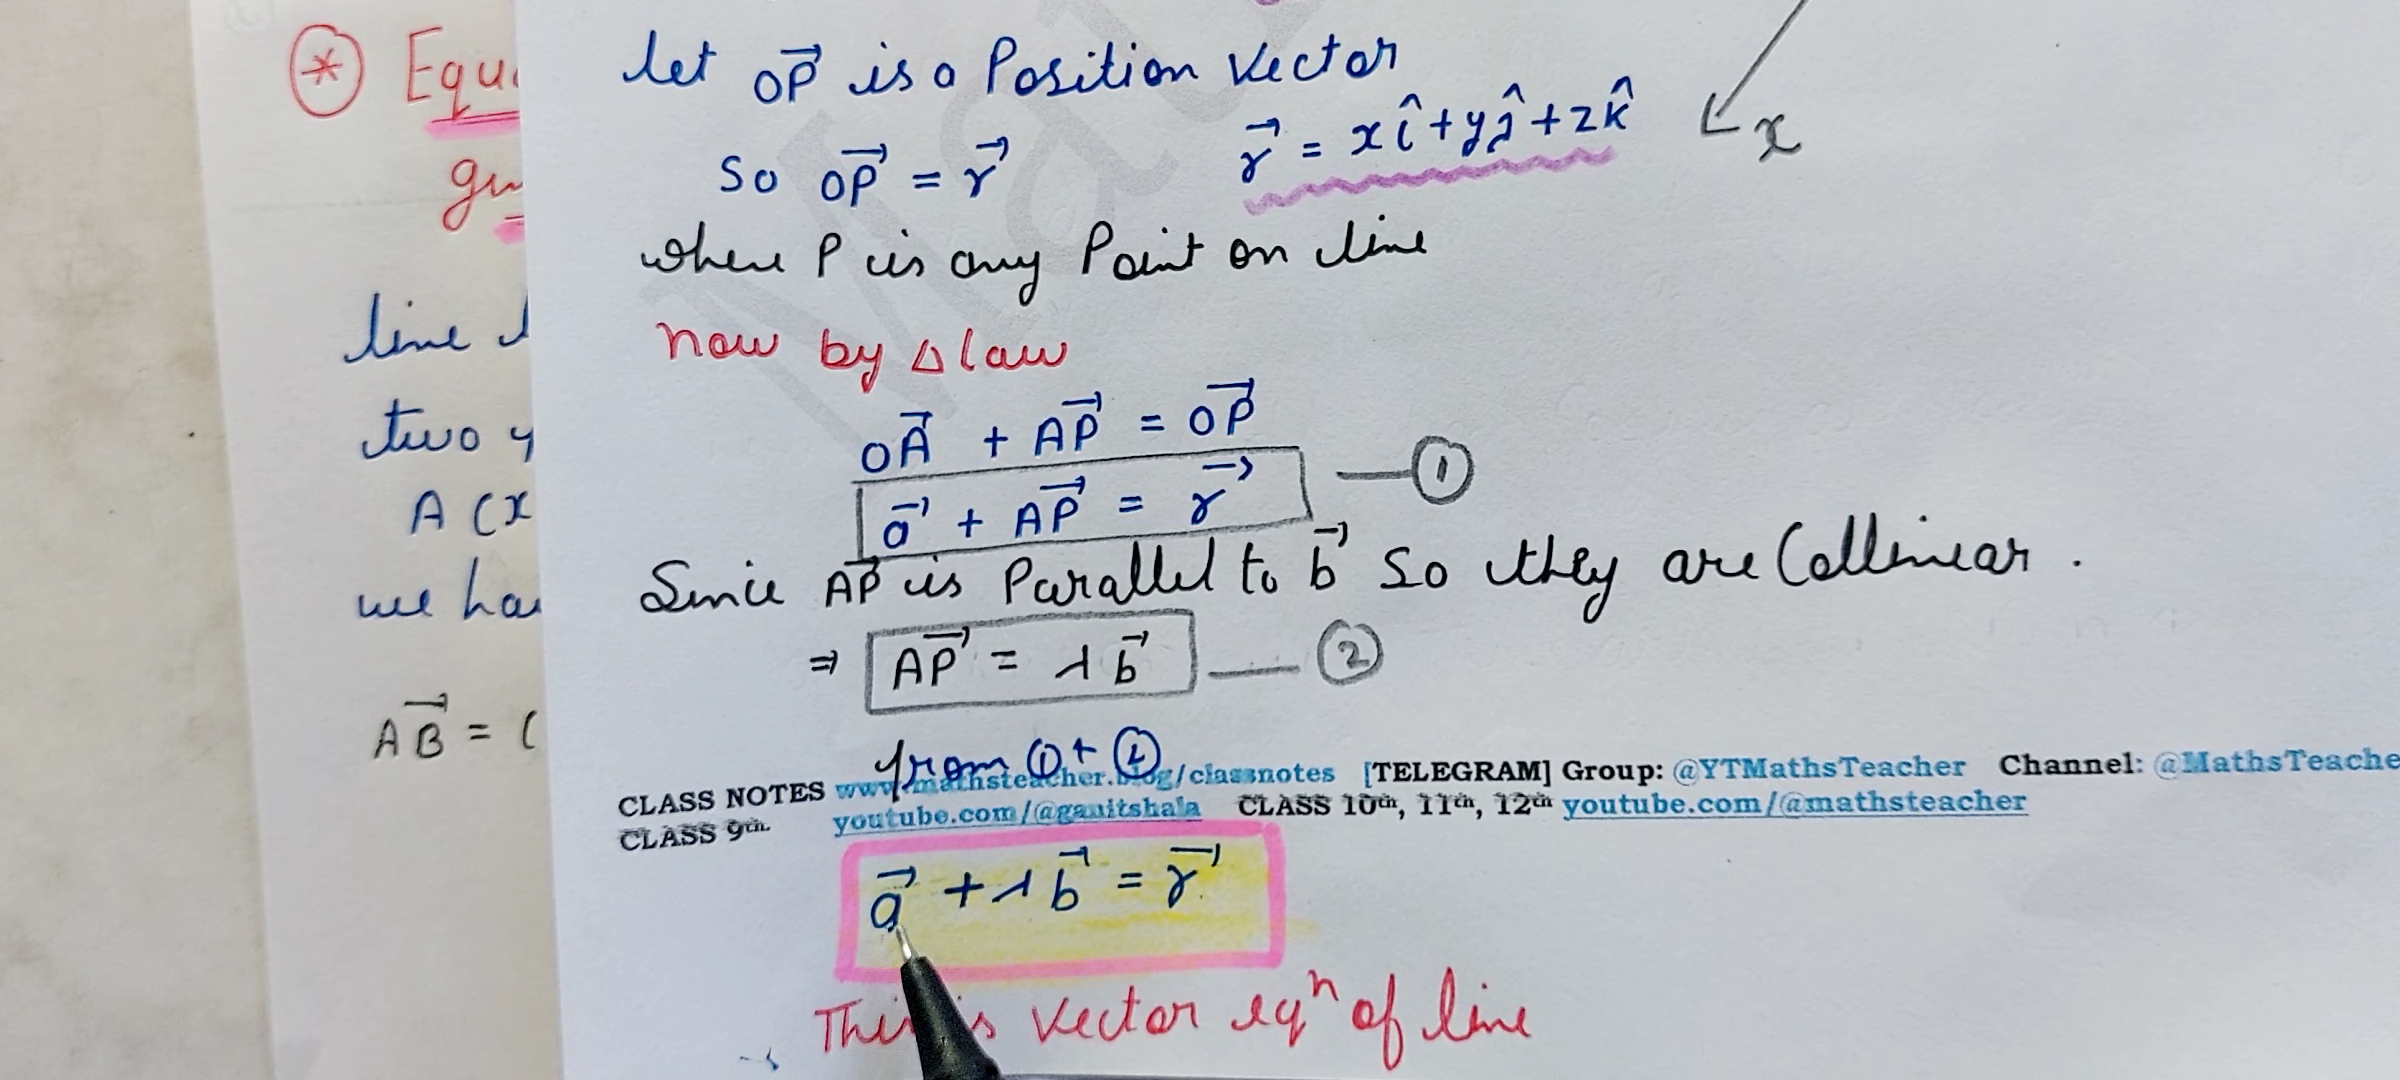 * Equ
let OP⃗ is a Position Vector
So OP⃗ = r⃗
r⃗ = xî+yĵ+zk̂
x
where P is any Point on line
now by Δ law
OA⃗ + AP⃗ = OP⃗
a⃗ + AP⃗ = r⃗ — ①
Since AP⃗ is Parallel to b⃗ So they are Collinear.
⇒ AP⃗ = λb⃗ — ②
from ① +
CLASS NOTES www.mathsteacher.blog/classnotes [TELEGRAM] Group: @YTMathsTeacher Channel: @MathsTeache
CLASS 9th youtube.com/@ganitshala CLASS 10th, 11th, 12th youtube.com/@mathsteacher
a⃗ + λb⃗ = r⃗
This is Vector eqn of line
line
two y
A (x
we ha
AB⃗ = (